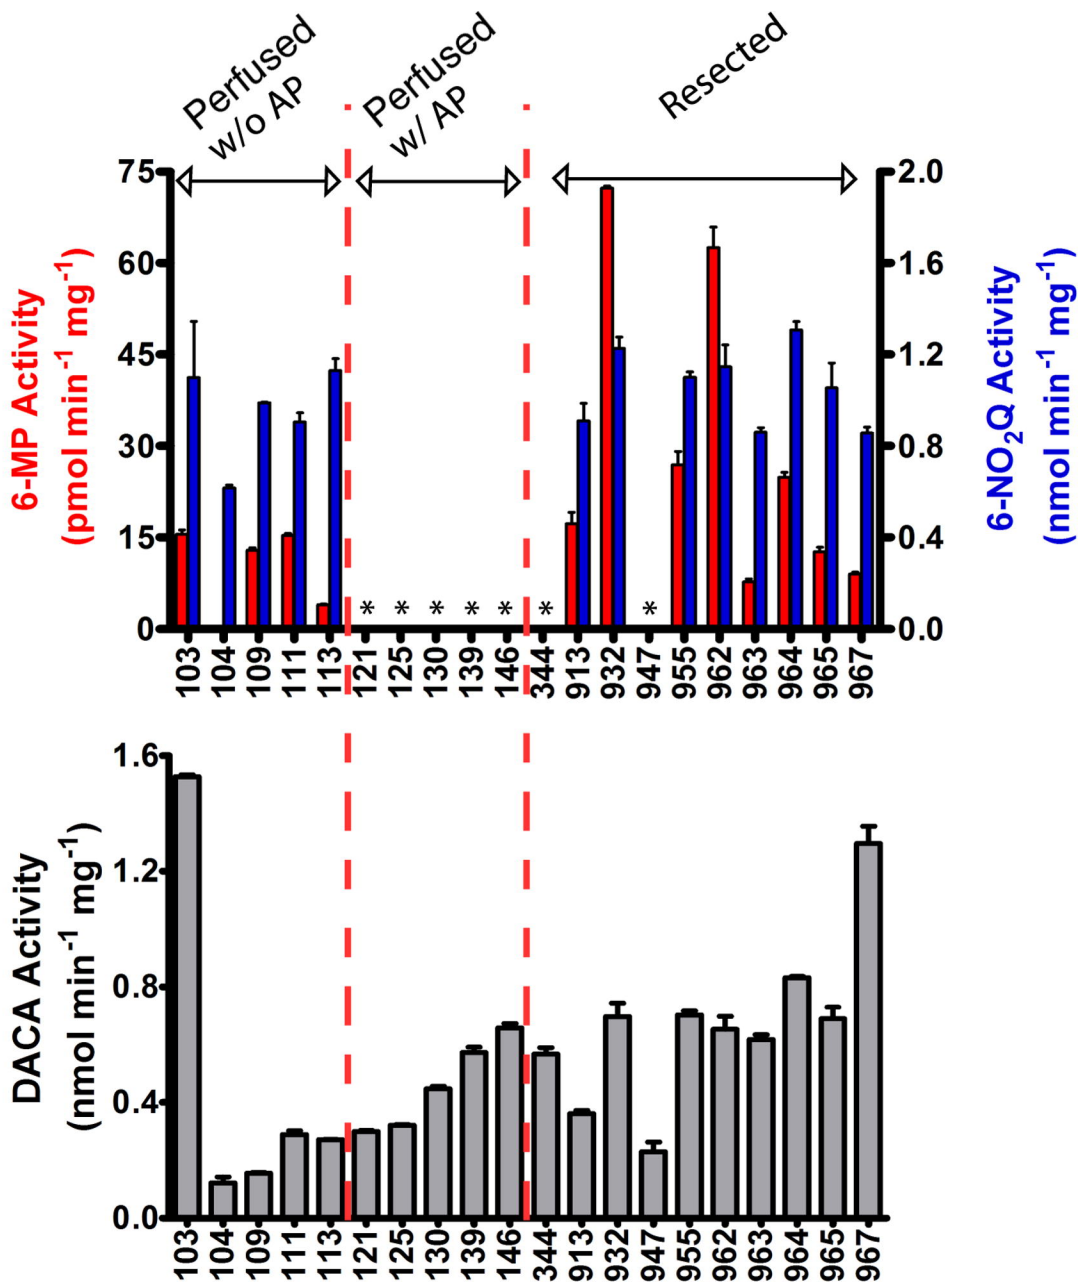 Perfused
w/o AP
Perfused
w/ AP
Resected
75
60
45
30
15
0
6-MP Activity
(pmol min⁻¹ mg⁻¹)
2.0
1.6
1.2
0.8
0.4
0.0
6-NO₂Q Activity
(nmol min⁻¹ mg⁻¹)
* * * * * * *
103 104 109 111 113 121 125 130 139 146 344 913 932 947 955 962 963 964 965 967
1.6
1.2
0.8
0.4
0.0
DACA Activity
(nmol min⁻¹ mg⁻¹)
103 104 109 111 113 121 125 130 139 146 344 913 932 947 955 962 963 964 965 967